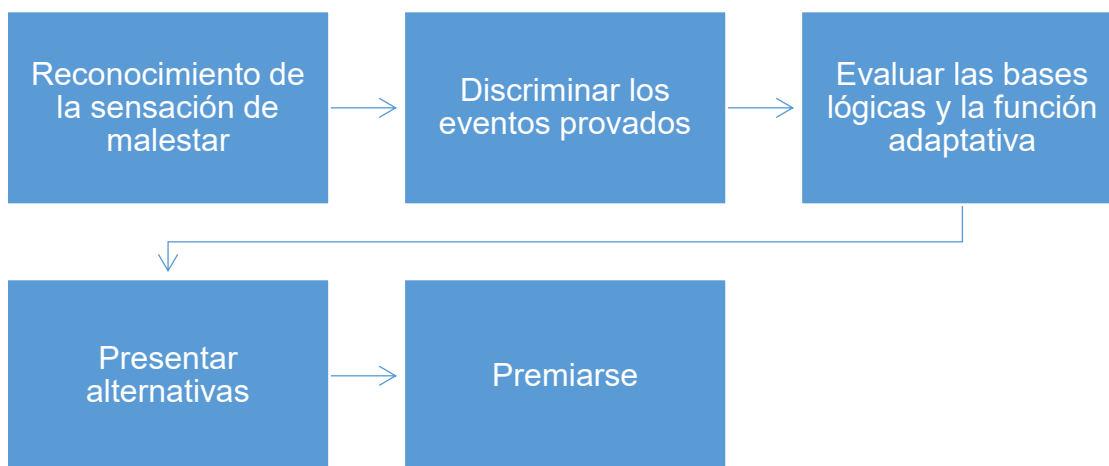 Reconocimiento de
la sensación de
malestar
Discriminar los
eventos provados
Evaluar las bases
lógicas y la función
adaptativa
Presentar
alternativas
Premiarse